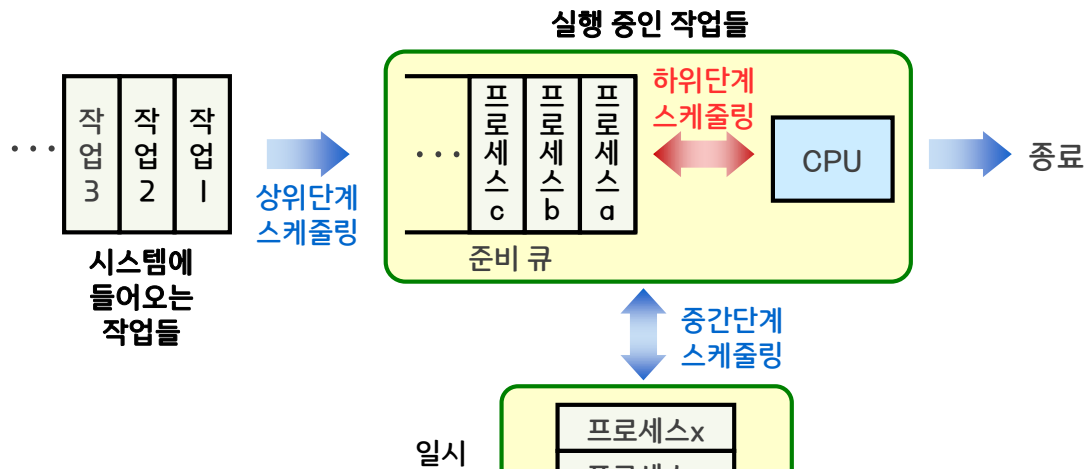 실행 중인 작업들
작업3
작업2
작업1
···
시스템에
들어오는
작업들
상위단계
스케줄링
···
프로세스c
프로세스b
프로세스a
준비 큐
하위단계
스케줄링
CPU
종료
중간단계
스케줄링
일시
프로세스x